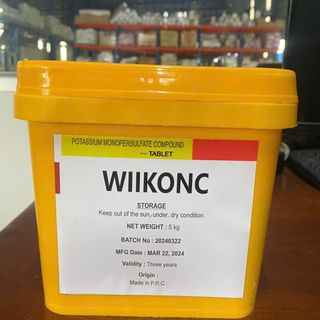 POTASSIUM MONOPERSULFATE COMPOUND
— TABLET
WIIKONC
STORAGE
Keep out of the sun, under, dry condition
NET WEIGHT : 5 kg
BATCH No : 20240322
MFG Date : MAR 22, 2024
Validity : Three years
Origin :
Made in P.R.C